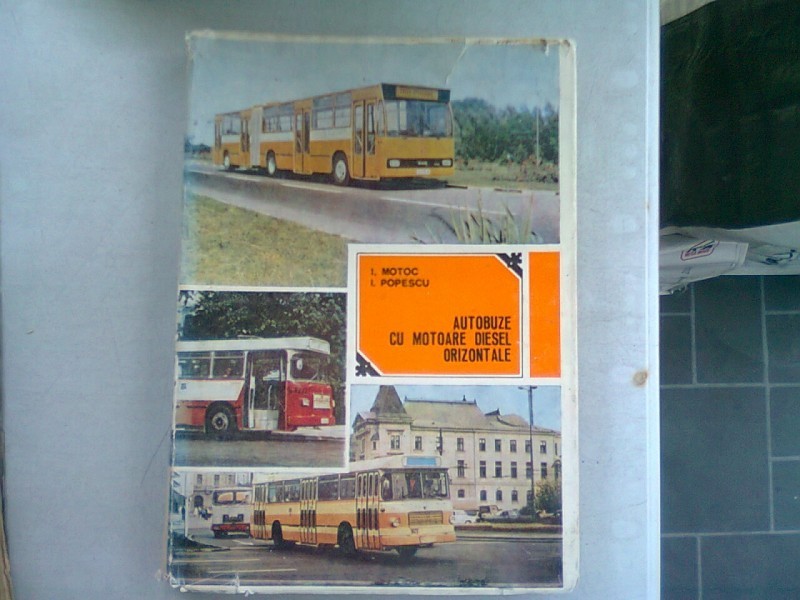 I. MOTOC
I. POPESCU
AUTOBUZE
CU MOTOARE DIESEL
ORIZONTALE